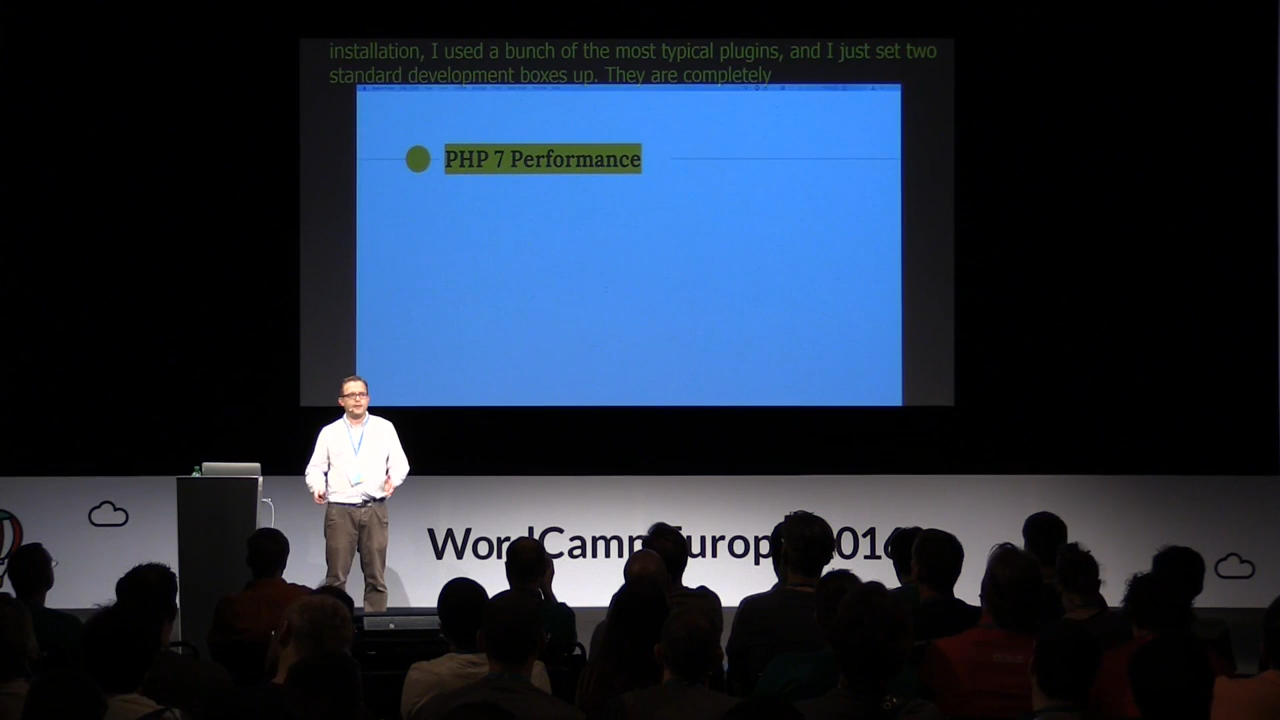 installation, I used a bunch of the most typical plugins, and I just set two
standard development boxes up. They are completely
PHP 7 Performance
WordCamp Europe 2016